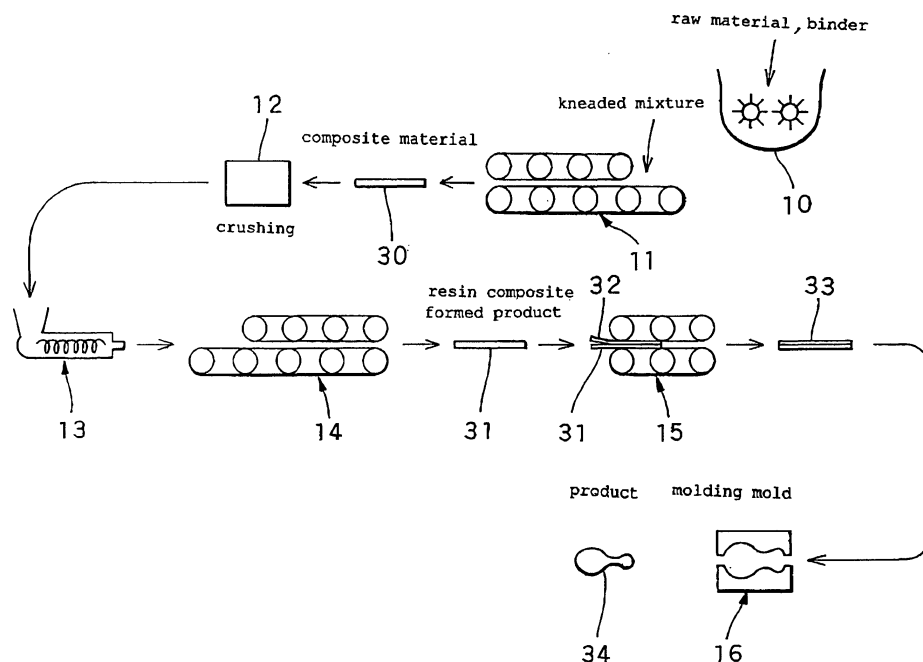 raw material, binder
kneaded mixture
12
composite material
10
crushing
30
11
resin composite
formed product
32
33
13
14
31
31
15
product
molding mold
34
16